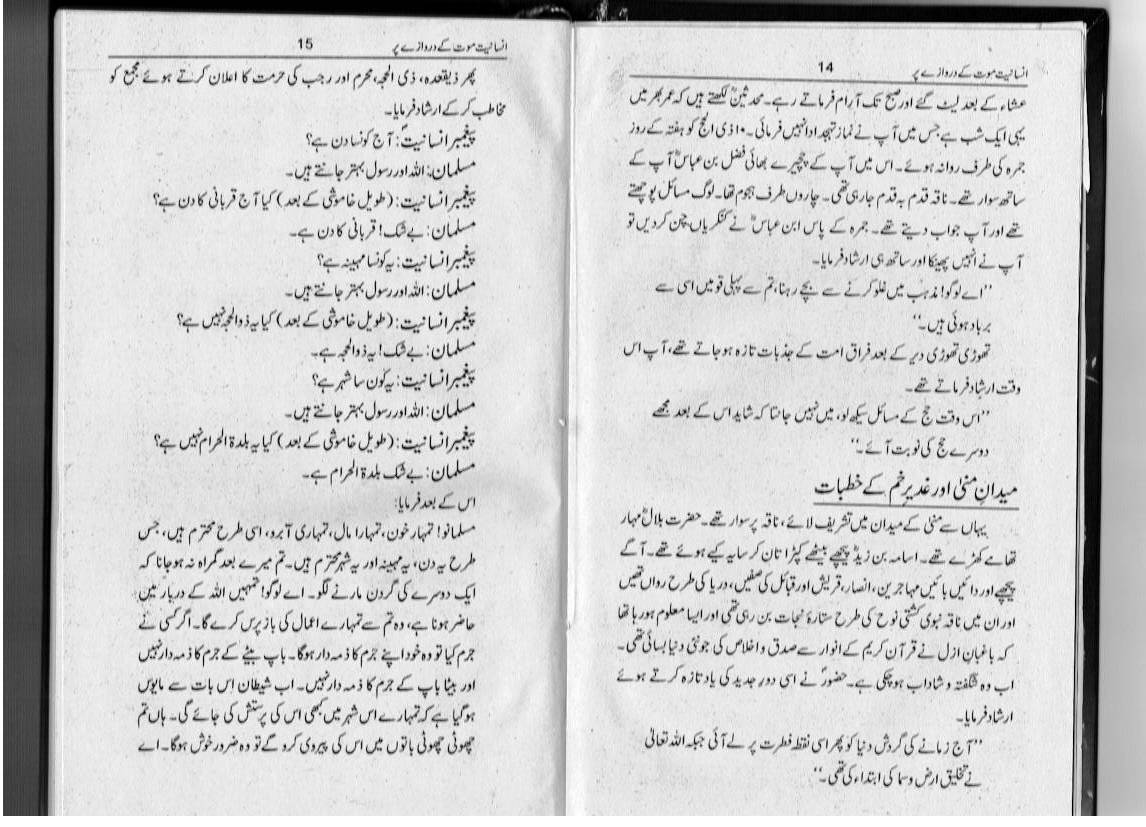 انسانیت موت کے دروازے پر 14
عشاء کے بعد لیٹ گئے اور صبح تک آرام فرماتے رہے۔ محدثینؒ لکھتے ہیں کہ عمر بھر میں
یہی ایک شب ہے جس میں آپ نے نماز تہجد ادا نہیں فرمائی۔ ۱۰ ذی الحج کو ہفتہ کے روز
جمرہ کی طرف روانہ ہوئے۔ اس میں آپ کے چچیرے بھائی فضل بن عباسؓ آپ کے
ساتھ سوار تھے۔ ناقہ قدم بہ قدم جا رہی تھی۔ چاروں طرف ہجوم تھا۔ لوگ مسائل پوچھتے
تھے اور آپ جواب دیتے تھے۔ جمرہ کے پاس ابن عباسؓ نے کنکریاں چن کر دیں تو
آپ نے انہیں پھینکا اور ساتھ ہی ارشاد فرمایا۔
”اے لوگو! مذہب میں غلو کرنے سے بچے رہنا، تم سے پہلی قومیں اسی سے
برباد ہوئی ہیں۔“
تھوڑی تھوڑی دیر کے بعد فراق امت کے جذبات تازہ ہو جاتے تھے، آپ اس
وقت ارشاد فرماتے تھے۔
”اس وقت حج کے مسائل سیکھ لو، میں نہیں جانتا کہ شاید اس کے بعد مجھے
دوسرے حج کی نوبت آئے۔“
میدانِ منیٰ اور غدیرِ خم کے خطبات
یہاں سے منیٰ کے میدان میں تشریف لائے، ناقہ پر سوار تھے۔ حضرت بلالؓ مہار
تھامے کھڑے تھے۔ اسامہ بن زیدؓ پیچھے بیٹھے کپڑا تان کر سایہ کیے ہوئے تھے۔ آگے
پیچھے اور دائیں بائیں مہاجرین، انصار، قریش اور قبائل کی صفیں، دریا کی طرح رواں تھیں
اور ان میں ناقہ نبوی کشتی نوح کی طرح ستارۂ نجات بن رہی تھی اور ایسا معلوم ہو رہا تھا
کہ باغبان ازل نے قرآن کریم کے انوار سے صدق و اخلاص کی جو نئی دنیا بسائی تھی۔
اب وہ شگفتہ و شاداب ہو چکی ہے۔ حضورؐ نے اسی دور جدید کی یاد تازہ کرتے ہوئے
ارشاد فرمایا۔
”آج زمانے کی گردش دنیا کو پھر اسی نقطہ فطرت پر لے آئی جبکہ اللہ تعالیٰ
نے تخلیق ارض و سما کی ابتداء کی تھی۔“
انسانیت موت کے دروازے پر 15
پھر ذیقعدہ، ذی الحجہ، محرم اور رجب کی حرمت کا اعلان کرتے ہوئے مجمع کو
مخاطب کر کے ارشاد فرمایا۔
پیغمبر انسانیتؐ: آج کونسا دن ہے؟
مسلمان: اللہ اور رسول بہتر جانتے ہیں۔
پیغمبر انسانیت: (طویل خاموشی کے بعد) کیا آج قربانی کا دن ہے؟
مسلمان: بے شک! قربانی کا دن ہے۔
پیغمبر انسانیت: یہ کونسا مہینہ ہے؟
مسلمان: اللہ اور رسول بہتر جانتے ہیں۔
پیغمبر انسانیت: (طویل خاموشی کے بعد) کیا یہ ذوالحجہ نہیں ہے؟
مسلمان: بے شک! یہ ذوالحجہ ہے۔
پیغمبر انسانیت: یہ کون سا شہر ہے؟
مسلمان: اللہ اور رسول بہتر جانتے ہیں۔
پیغمبر انسانیت: (طویل خاموشی کے بعد) کیا یہ بلدۃ الحرام نہیں ہے؟
مسلمان: بے شک بلدۃ الحرام ہے۔
اس کے بعد فرمایا:
مسلمانو! تمہار خون، تمہارا مال، تمہاری آبرو، اسی طرح محترم ہیں، جس
طرح یہ دن، یہ مہینہ اور یہ شہر محترم ہیں۔ تم میرے بعد گمراہ نہ ہو جانا کہ
ایک دوسرے کی گردن مارنے لگو۔ اے لوگو! تمہیں اللہ کے دربار میں
حاضر ہونا ہے، وہ تم سے تمہارے اعمال کی باز پرس کرے گا۔ اگر کسی نے
جرم کیا تو وہ خود اپنے جرم کا ذمہ دار ہوگا۔ باپ بیٹے کے جرم کا ذمہ دار نہیں
اور بیٹا باپ کے جرم کا ذمہ دار نہیں۔ اب شیطان اس بات سے مایوس
ہو گیا ہے کہ تمہارے اس شہر میں کبھی اس کی پرستش کی جائے گی۔ ہاں تم
چھوٹی چھوٹی باتوں میں اس کی پیروی کرو گے تو وہ ضرور خوش ہوگا۔ اے